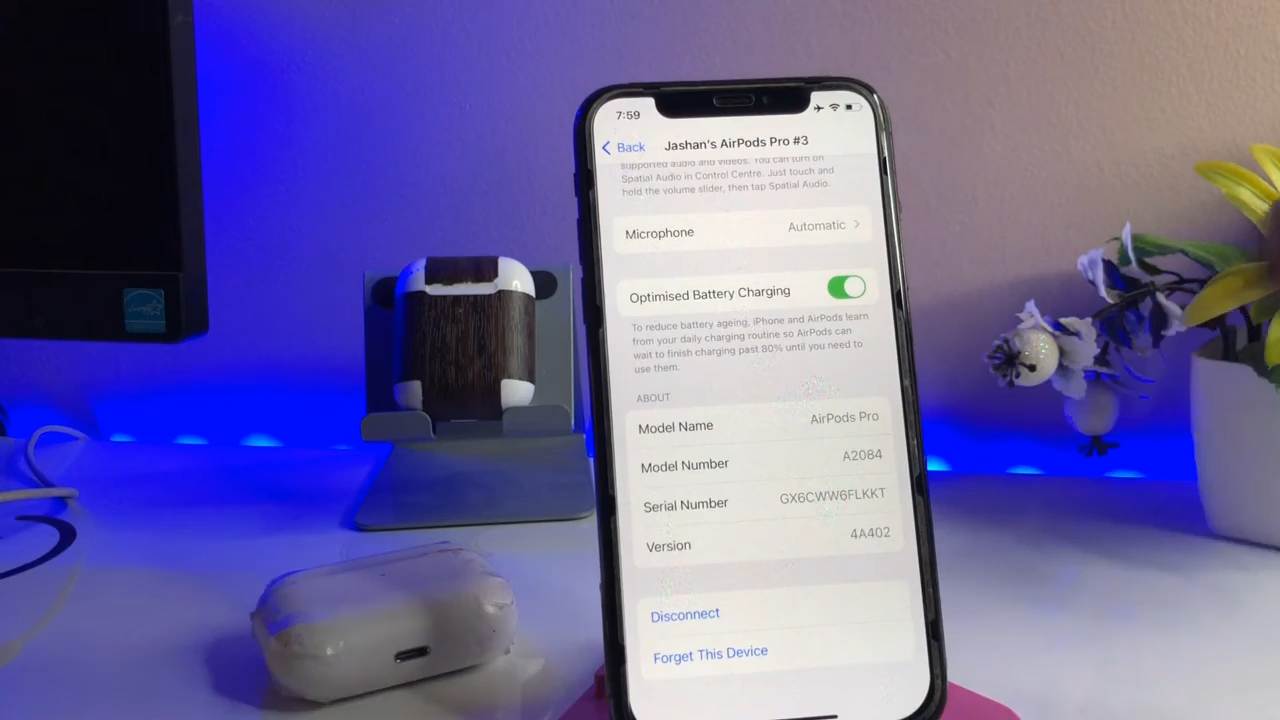 7:59
Back Jashan's AirPods Pro #3
supported audio and videos. You can turn on
Spatial Audio in Control Centre. Just touch and
hold the volume slider, then tap Spatial Audio.
Microphone Automatic
Optimised Battery Charging
To reduce battery ageing, iPhone and AirPods learn
from your daily charging routine so AirPods can
wait to finish charging past 80% until you need to
use them.
ABOUT
Model Name AirPods Pro
Model Number A2084
Serial Number GX6CWW6FLKKT
Version 4A402
Disconnect
Forget This Device